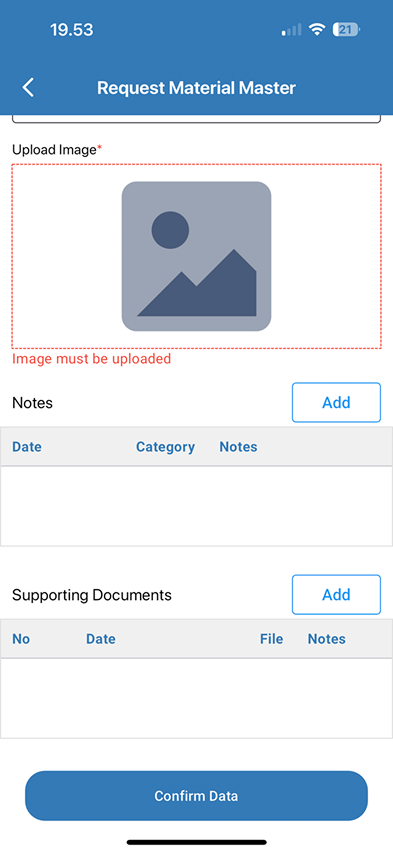 19.53
21
Request Material Master
Upload Image*
Image must be uploaded
Notes
Add
Date Category Notes
Supporting Documents
Add
No Date File Notes
Confirm Data